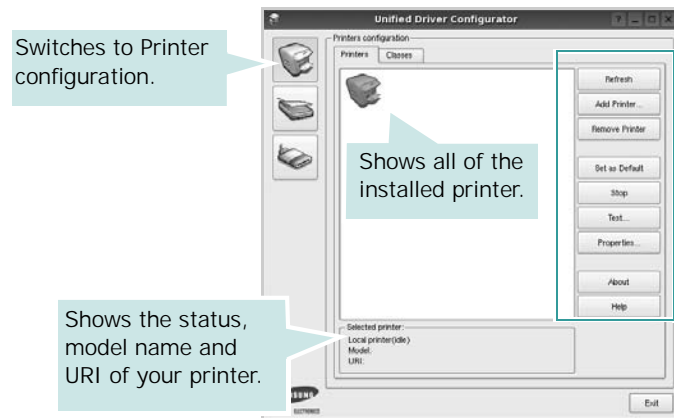 Unified Driver Configurator
Switches to Printer
configuration.
Printers configuration
Printers
Classes
Refresh
Add Printer...
Remove Printer
Shows all of the
installed printer.
Set as Default
Stop
Test...
Properties...
About
Help
Shows the status,
model name and
URI of your printer.
Selected printer:
Local printer(idle)
Model:
URI:
SUNG
ELECTRONICS
Exit